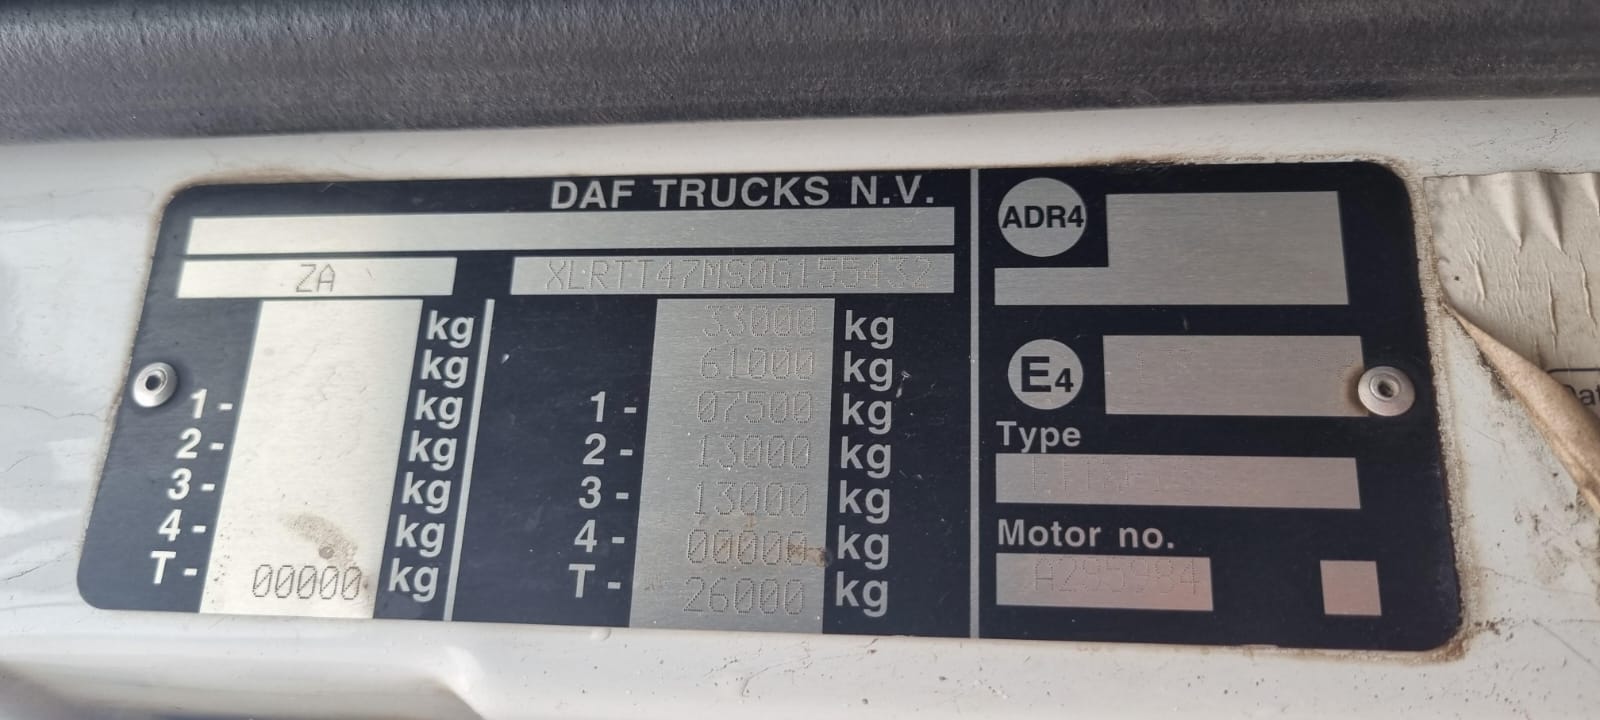 DAF TRUCKS N.V.
ZA XLRTT47MS0G155432
kg 33000 kg
kg 61000 kg
1- kg 1- 07500 kg
2- kg 2- 13000 kg
3- kg 3- 13000 kg
4- kg 4- 00000 kg
T- 00000 kg T- 26000 kg
ADR4
E4
Type
Motor no.
A295984